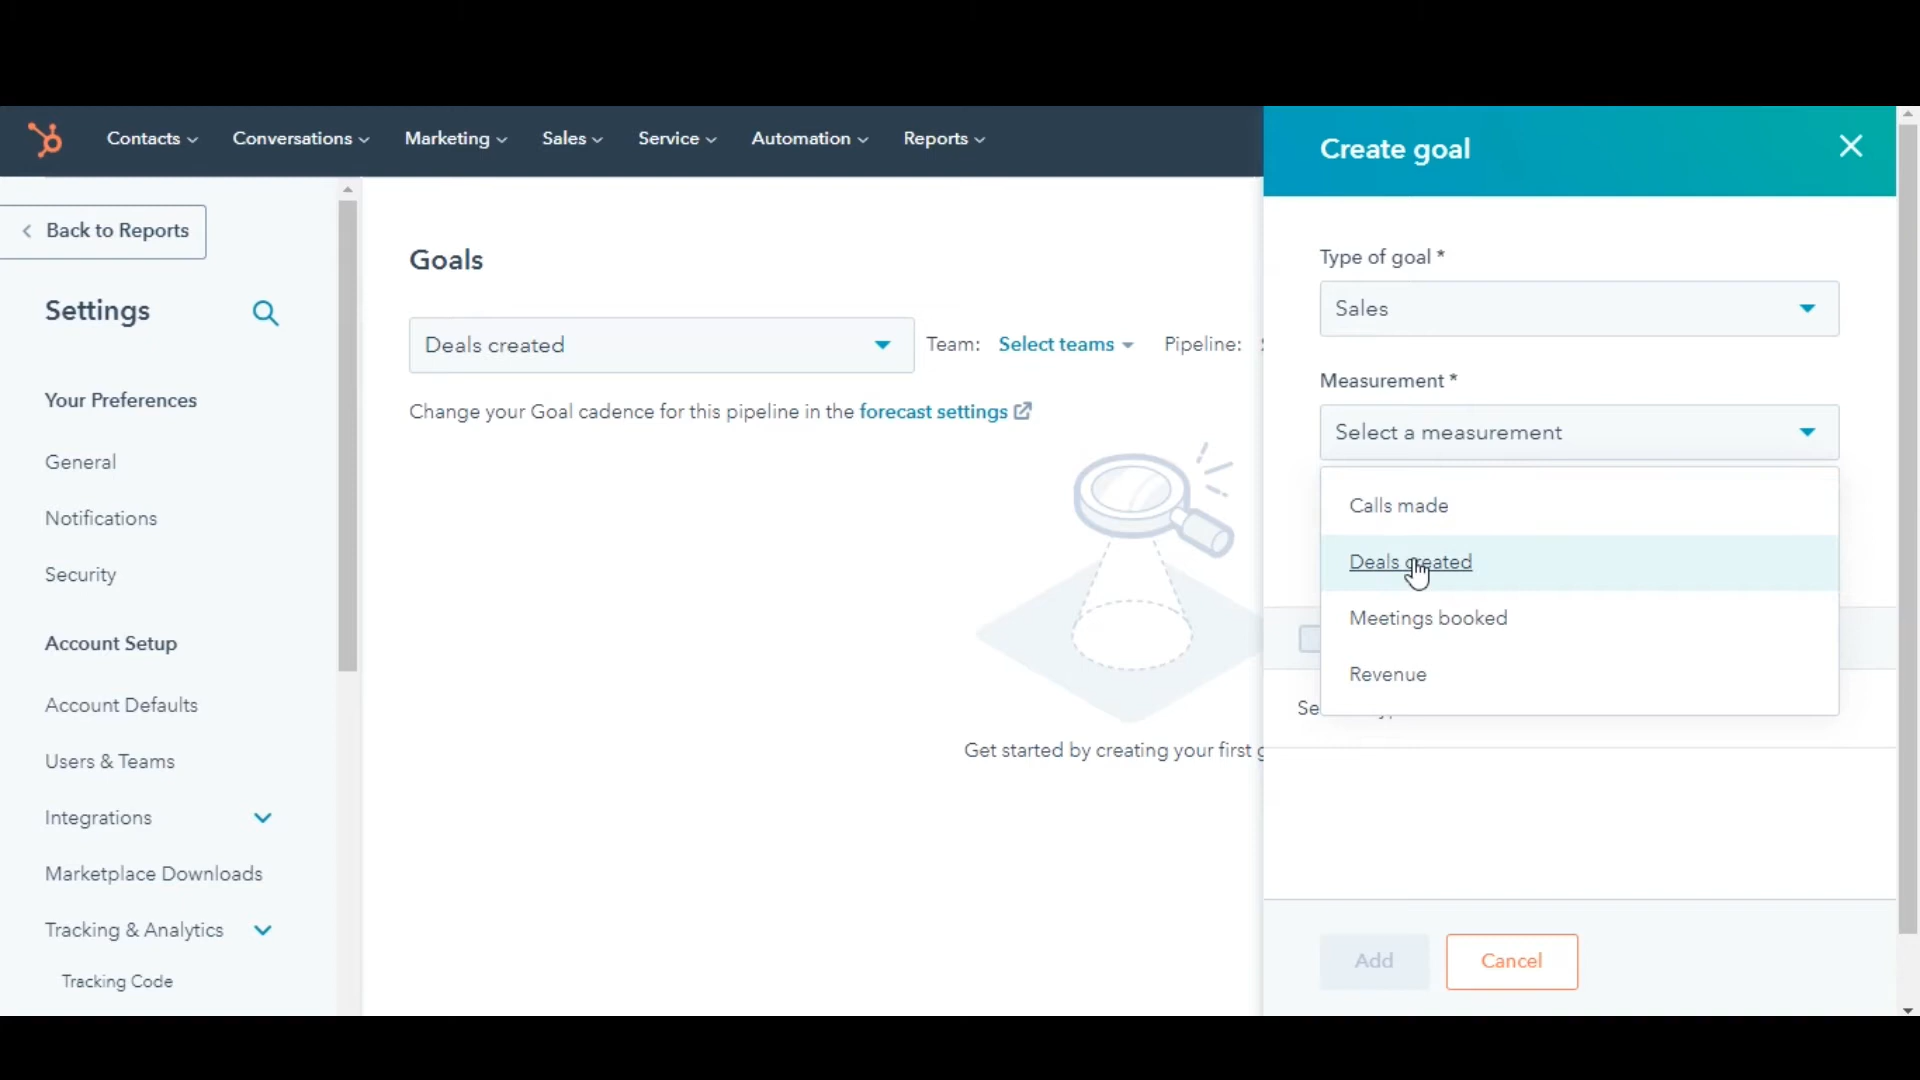 Contacts
Conversations
Marketing
Sales
Service
Automation
Reports
Back to Reports
Settings
Your Preferences
General
Notifications
Security
Account Setup
Account Defaults
Users & Teams
Integrations
Marketplace Downloads
Tracking & Analytics
Tracking Code
Goals
Deals created
Team: Select teams
Pipeline:
Change your Goal cadence for this pipeline in the forecast settings
Get started by creating your first
Create goal
Type of goal *
Sales
Measurement *
Select a measurement
Calls made
Deals created
Meetings booked
Revenue
Add
Cancel